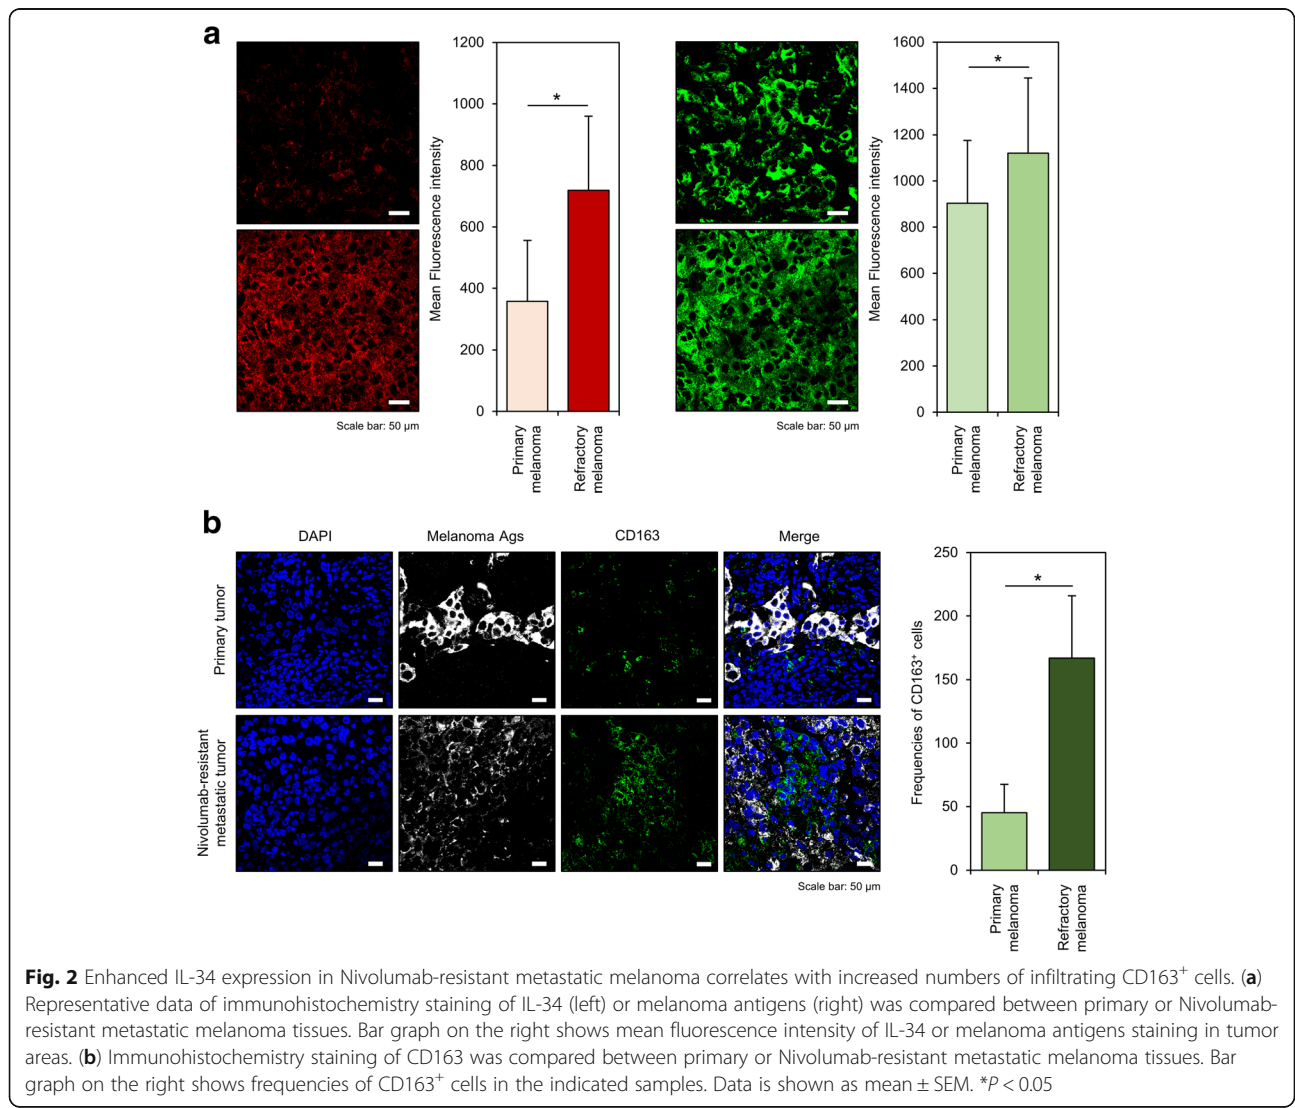 a
1200
1000
800
600
400
200
0
Mean Fluorescence intensity
*
Primary
melanoma
Refractory
melanoma
Scale bar: 50 µm
1600
1400
1200
1000
800
600
400
200
0
Mean Fluorescence intensity
*
Primary
melanoma
Refractory
melanoma
Scale bar: 50 µm
b
DAPI
Melanoma Ags
CD163
Merge
Primary tumor
Nivolumab-resistant
metastatic tumor
Scale bar: 50 µm
250
200
150
100
50
0
Frequencies of CD163⁺ cells
*
Primary
melanoma
Refractory
melanoma
Fig. 2 Enhanced IL-34 expression in Nivolumab-resistant metastatic melanoma correlates with increased numbers of infiltrating CD163⁺ cells. (a)
Representative data of immunohistochemistry staining of IL-34 (left) or melanoma antigens (right) was compared between primary or Nivolumab-
resistant metastatic melanoma tissues. Bar graph on the right shows mean fluorescence intensity of IL-34 or melanoma antigens staining in tumor
areas. (b) Immunohistochemistry staining of CD163 was compared between primary or Nivolumab-resistant metastatic melanoma tissues. Bar
graph on the right shows frequencies of CD163⁺ cells in the indicated samples. Data is shown as mean ± SEM. *P < 0.05